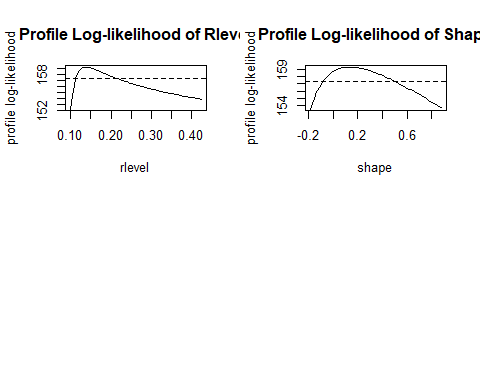 Profile Log-likelihood of Rleve
profile log-likelihood
158
152
0.10
0.20
0.30
0.40
rlevel
Profile Log-likelihood of Shap
profile log-likelihood
159
154
-0.2
0.2
0.6
shape